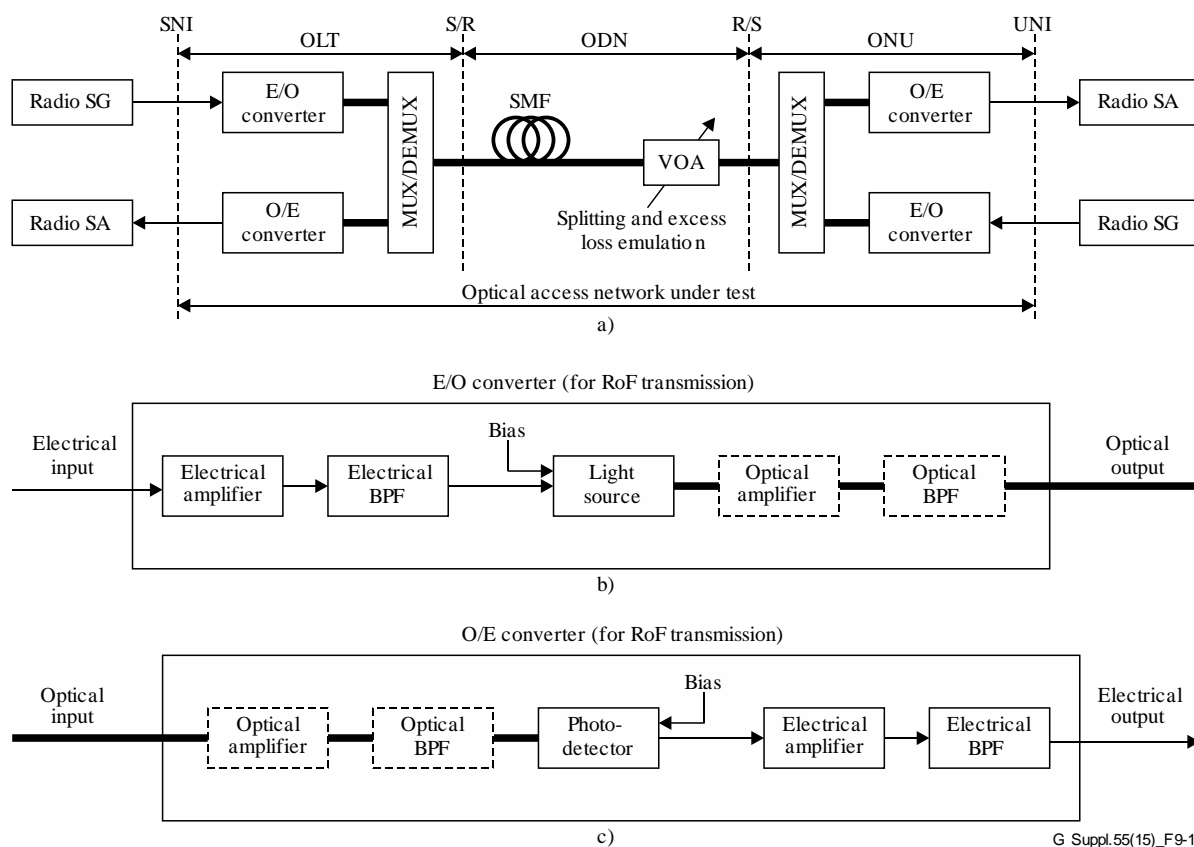 SNI
S/R
R/S
UNI
OLT
ODN
ONU
Radio SG
E/O
converter
MUX/DEMUX
SMF
VOA
MUX/DEMUX
O/E
converter
Radio SA
Radio SA
O/E
converter
Splitting and excess
loss emulation
E/O
converter
Radio SG
Optical access network under test
a)
E/O converter (for RoF transmission)
Electrical
input
Electrical
amplifier
Electrical
BPF
Bias
Light
source
Optical
amplifier
Optical
BPF
Optical
output
b)
O/E converter (for RoF transmission)
Optical
input
Optical
amplifier
Optical
BPF
Photo-
detector
Bias
Electrical
amplifier
Electrical
BPF
Electrical
output
c)
G Suppl.55(15)_F9-1